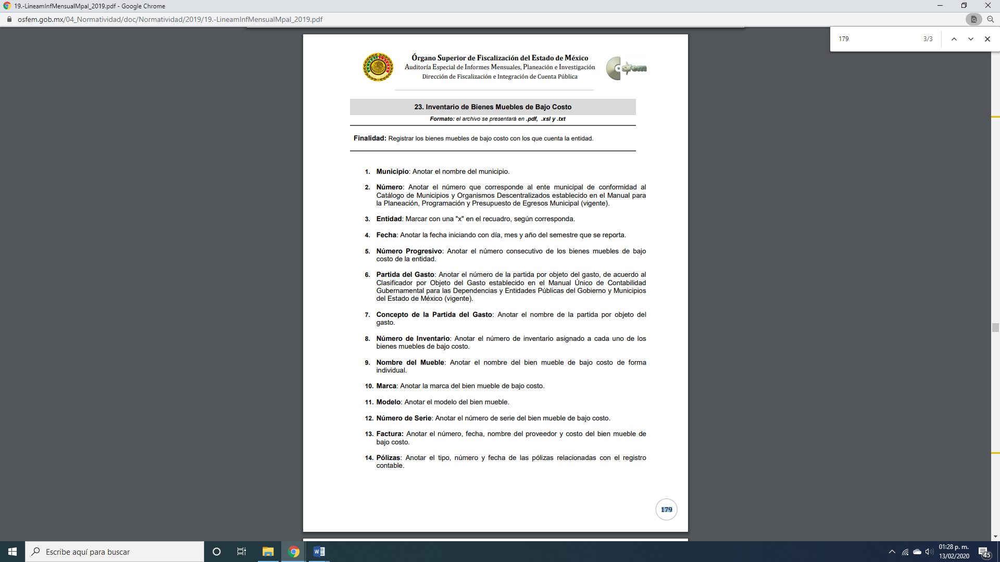 19.-LineamInfMensualMpal_2019.pdf - Google Chrome
osfem.gob.mx/04_Normatividad/doc/Normatividad/2019/19.-LineamInfMensualMpal_2019.pdf
179
3/3
Órgano Superior de Fiscalización del Estado de México
Auditoría Especial de Informes Mensuales, Planeación e Investigación
Dirección de Fiscalización e Integración de Cuenta Pública
osfem
23. Inventario de Bienes Muebles de Bajo Costo
Formato: el archivo se presentará en .pdf, .xsl y .txt
Finalidad: Registrar los bienes muebles de bajo costo con los que cuenta la entidad.
1. Municipio: Anotar el nombre del municipio.
2. Número: Anotar el número que corresponde al ente municipal de conformidad al
Catálogo de Municipios y Organismos Descentralizados establecido en el Manual para
la Planeación, Programación y Presupuesto de Egresos Municipal (vigente).
3. Entidad: Marcar con una "x" en el recuadro, según corresponda.
4. Fecha: Anotar la fecha iniciando con día, mes y año del semestre que se reporta.
5. Número Progresivo: Anotar el número consecutivo de los bienes muebles de bajo
costo de la entidad.
6. Partida del Gasto: Anotar el número de la partida por objeto del gasto, de acuerdo al
Clasificador por Objeto del Gasto establecido en el Manual Único de Contabilidad
Gubernamental para las Dependencias y Entidades Públicas del Gobierno y Municipios
del Estado de México (vigente).
7. Concepto de la Partida del Gasto: Anotar el nombre de la partida por objeto del
gasto.
8. Número de Inventario: Anotar el número de inventario asignado a cada uno de los
bienes muebles de bajo costo.
9. Nombre del Mueble: Anotar el nombre del bien mueble de bajo costo de forma
individual.
10. Marca: Anotar la marca del bien mueble de bajo costo.
11. Modelo: Anotar el modelo del bien mueble.
12. Número de Serie: Anotar el número de serie del bien mueble de bajo costo.
13. Factura: Anotar el número, fecha, nombre del proveedor y costo del bien mueble de
bajo costo.
14. Pólizas: Anotar el tipo, número y fecha de las pólizas relacionadas con el registro
contable.
179
Escribe aquí para buscar
01:28 p. m.
13/02/2020
45